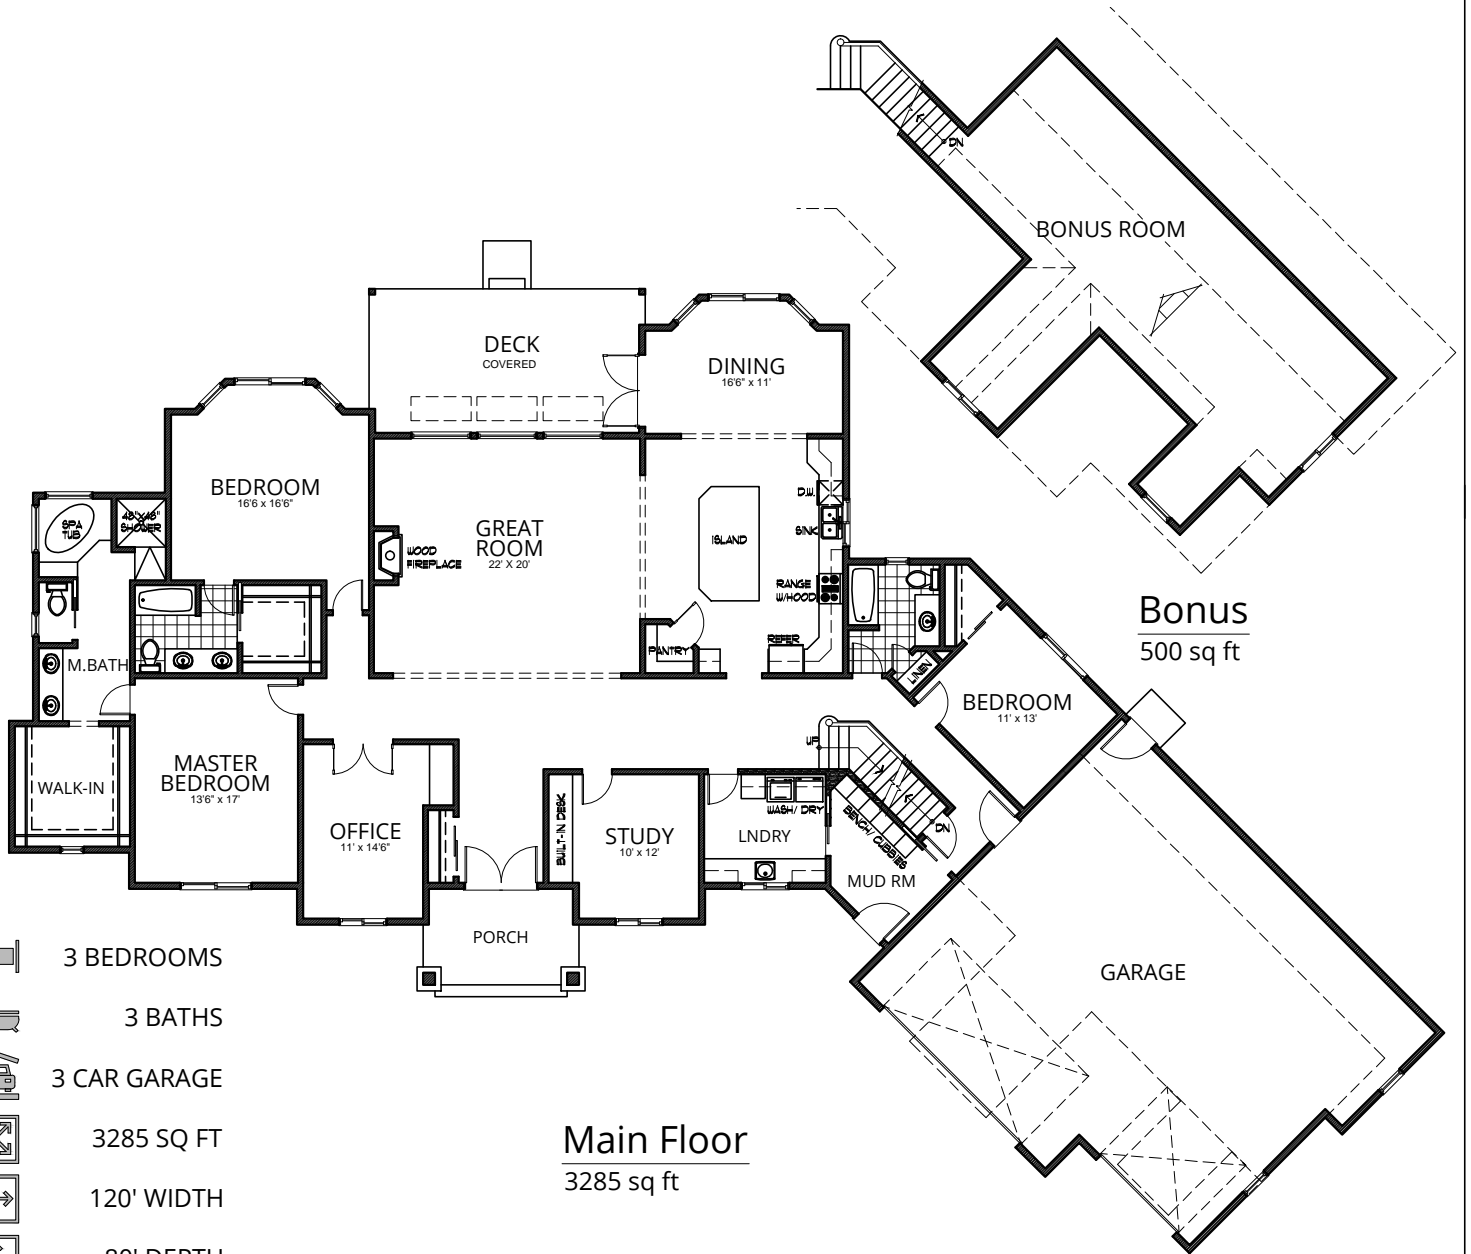 DN
BONUS ROOM
Bonus
500 sq ft
DECK
COVERED
DINING
16'6" x 11'
BEDROOM
16'6 x 16'6"
GREAT
ROOM
22' X 20'
WOOD
FIREPLACE
D.W.
SINK
ISLAND
RANGE
W/HOOD
REFER
PANTRY
SPA
TUB
48"x48"
SHOWER
M.BATH
WALK-IN
MASTER
BEDROOM
13'6" x 17'
OFFICE
11' x 14'6"
BUILT-IN DESK
STUDY
10' x 12'
WASH/ DRY
LNDRY
BENCH/ CUBBIES
MUD RM
UP
DN
LINEN
BEDROOM
11' x 13'
GARAGE
PORCH
3 BEDROOMS
3 BATHS
3 CAR GARAGE
3285 SQ FT
120' WIDTH
80' DEPTH
Main Floor
3285 sq ft